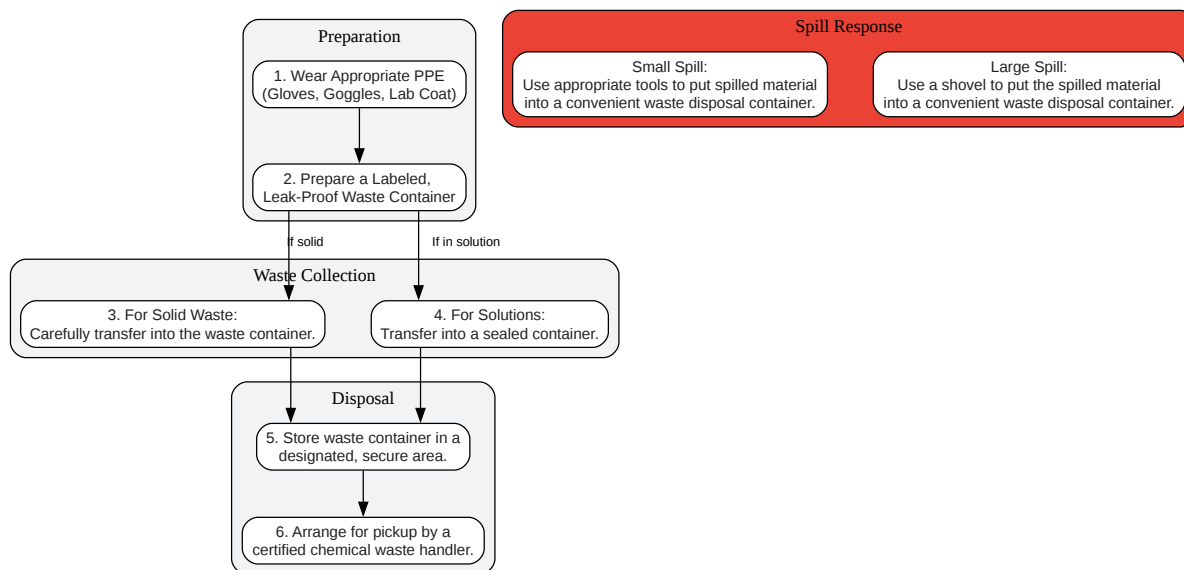 Preparation
1. Wear Appropriate PPE
(Gloves, Goggles, Lab Coat)
2. Prepare a Labeled,
Leak-Proof Waste Container
If solid
If in solution
Waste Collection
3. For Solid Waste:
Carefully transfer into the waste container.
4. For Solutions:
Transfer into a sealed container.
Disposal
5. Store waste container in a
designated, secure area.
6. Arrange for pickup by a
certified chemical waste handler.
Spill Response
Small Spill:
Use appropriate tools to put spilled material
into a convenient waste disposal container.
Large Spill:
Use a shovel to put the spilled material
into a convenient waste disposal container.